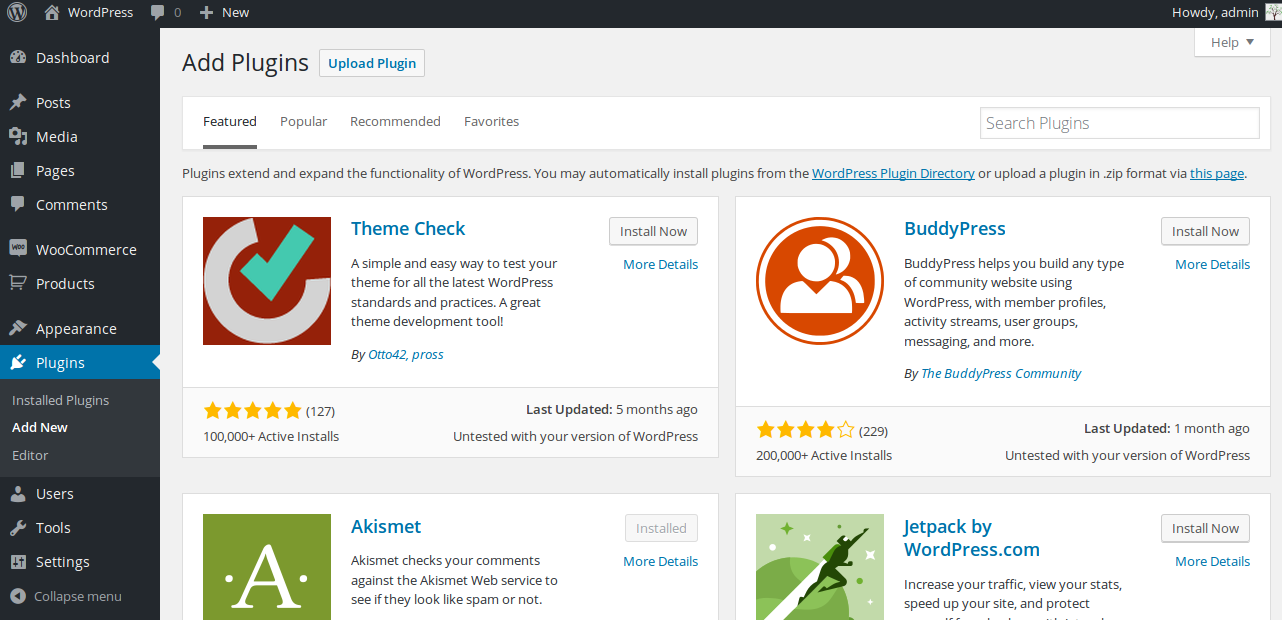 WordPress
0
New
Howdy, admin
Help
Dashboard
Posts
Media
Pages
Comments
WooCommerce
Products
Appearance
Plugins
Installed Plugins
Add New
Editor
Users
Tools
Settings
Collapse menu
Add Plugins
Upload Plugin
Featured
Popular
Recommended
Favorites
Search Plugins
Plugins extend and expand the functionality of WordPress. You may automatically install plugins from the WordPress Plugin Directory or upload a plugin in .zip format via this page.
Theme Check
Install Now
More Details
A simple and easy way to test your
theme for all the latest WordPress
standards and practices. A great
theme development tool!
By Otto42, pross
(127)
Last Updated: 5 months ago
100,000+ Active Installs
Untested with your version of WordPress
BuddyPress
Install Now
More Details
BuddyPress helps you build any type
of community website using
WordPress, with member profiles,
activity streams, user groups,
messaging, and more.
By The BuddyPress Community
(229)
Last Updated: 1 month ago
200,000+ Active Installs
Untested with your version of WordPress
A
Akismet
Installed
More Details
Akismet checks your comments
against the Akismet Web service to
see if they look like spam or not.
Jetpack by
WordPress.com
Install Now
More Details
Increase your traffic, view your stats,
speed up your site, and protect